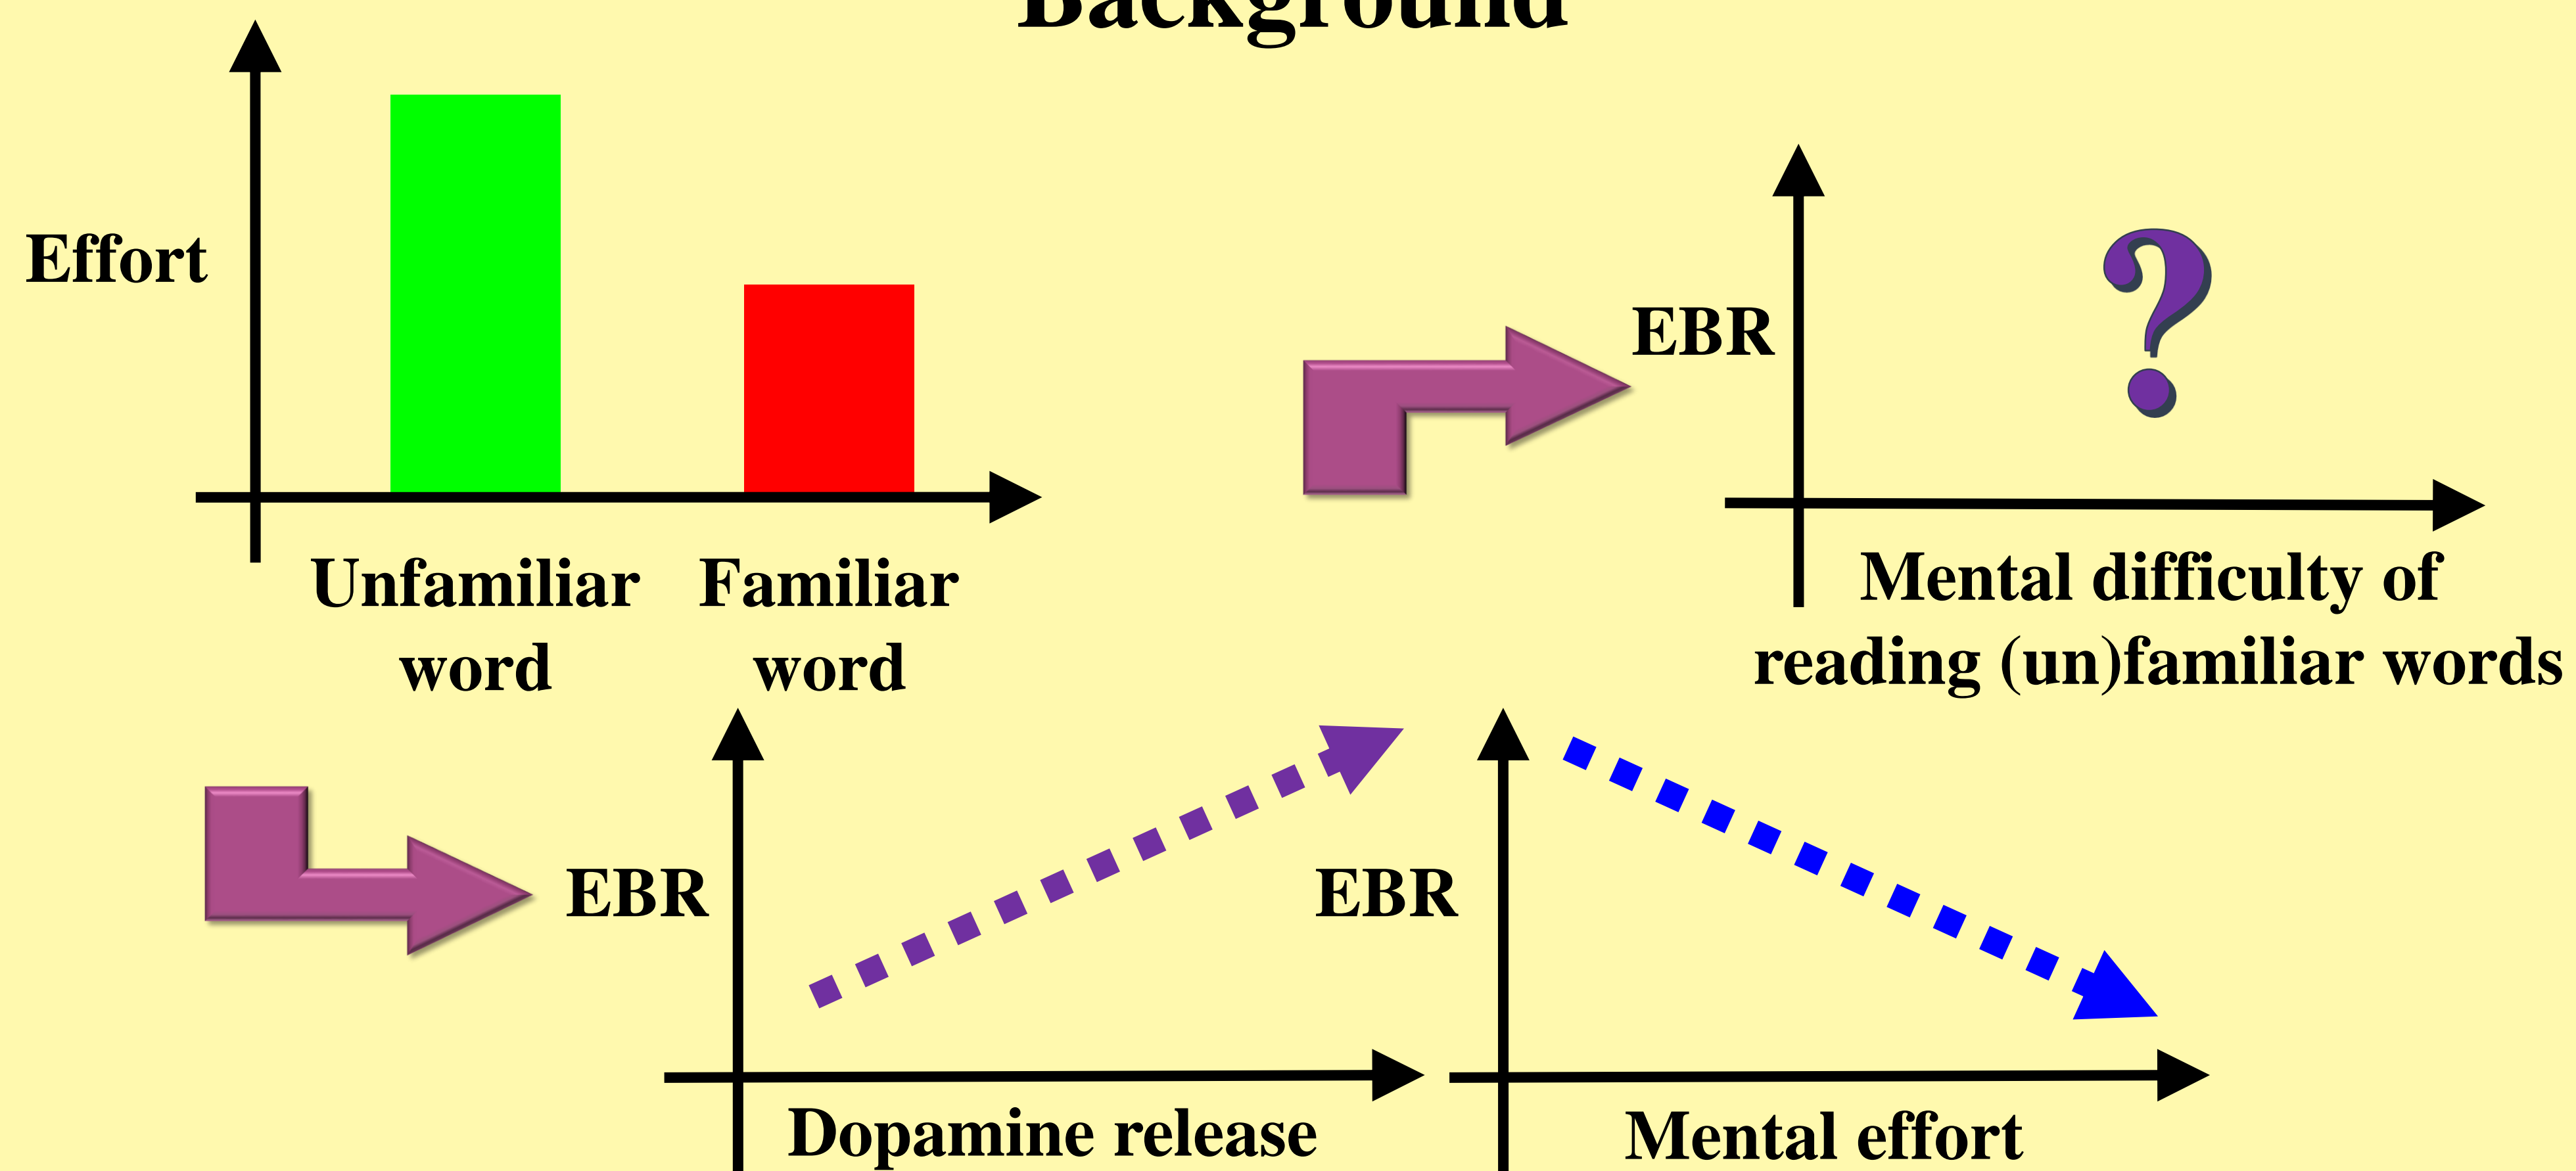 Background
Effort
Unfamiliar
word
Familiar
word
EBR
?
Mental difficulty of
reading (un)familiar words
EBR
Dopamine release
EBR
Mental effort